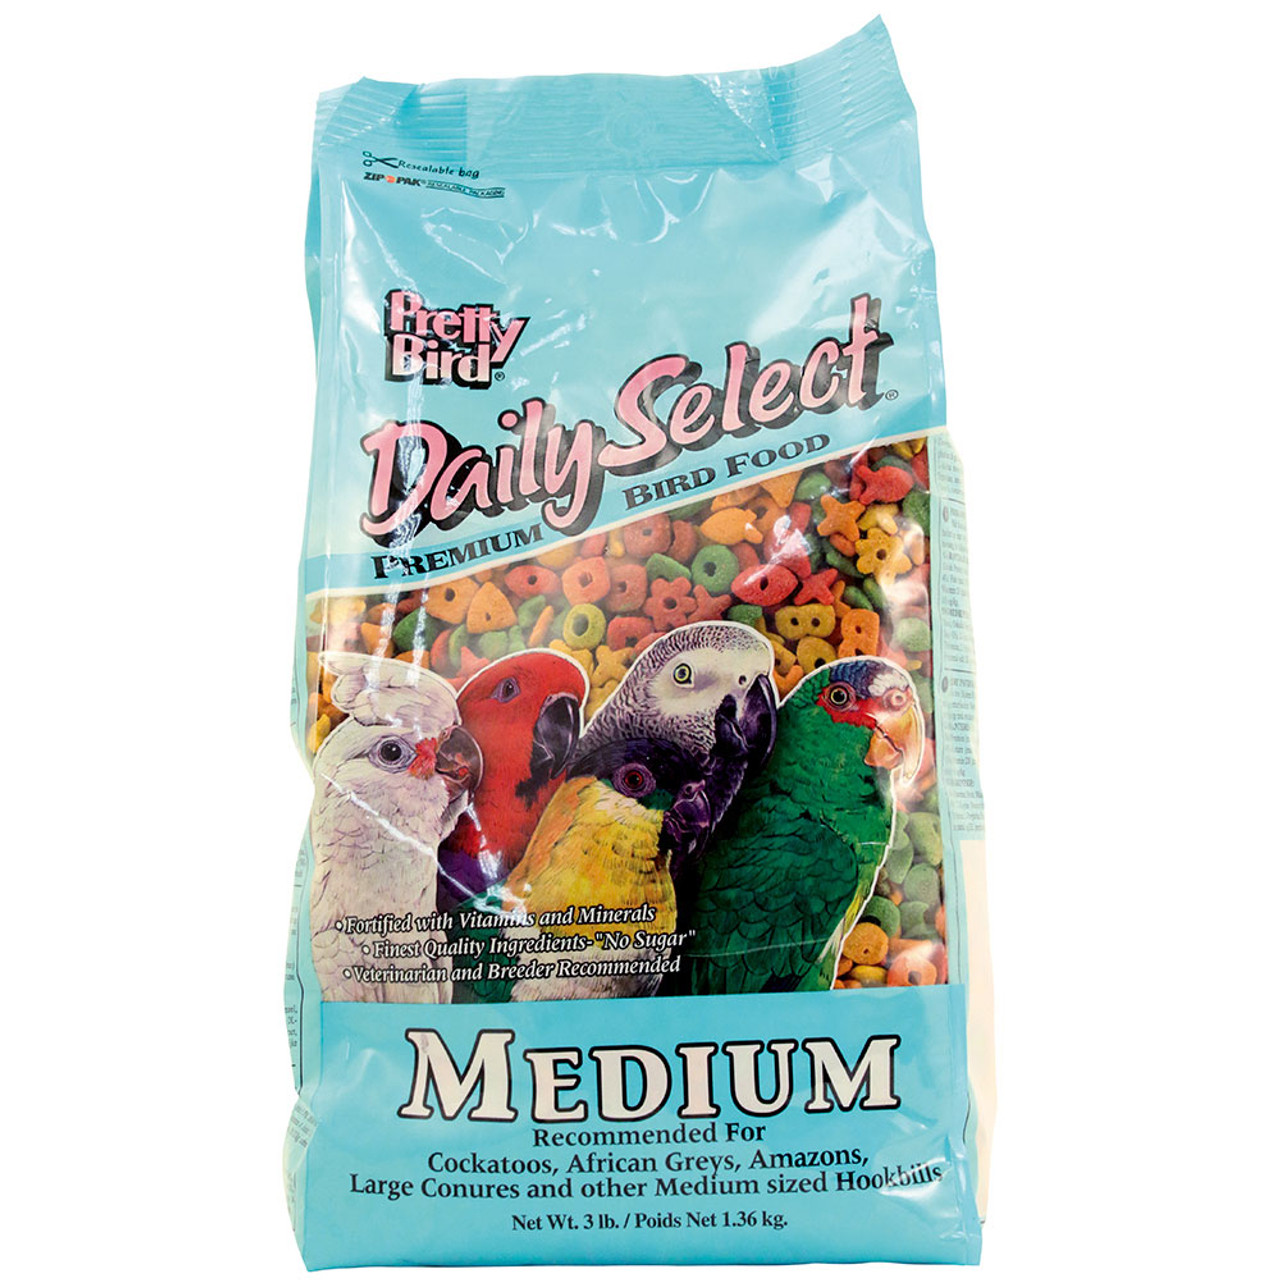 Resealable bag
ZIP PAK® RESEALABLE PACKAGING
Pretty
Bird®
Daily Select®
PREMIUM BIRD FOOD
•Fortified with Vitamins and Minerals
•Finest Quality Ingredients-"No Sugar"
•Veterinarian and Breeder Recommended
MEDIUM
Recommended For
Cockatoos, African Greys, Amazons,
Large Conures and other Medium sized Hookbills
Net Wt. 3 lb. / Poids Net 1.36 kg.